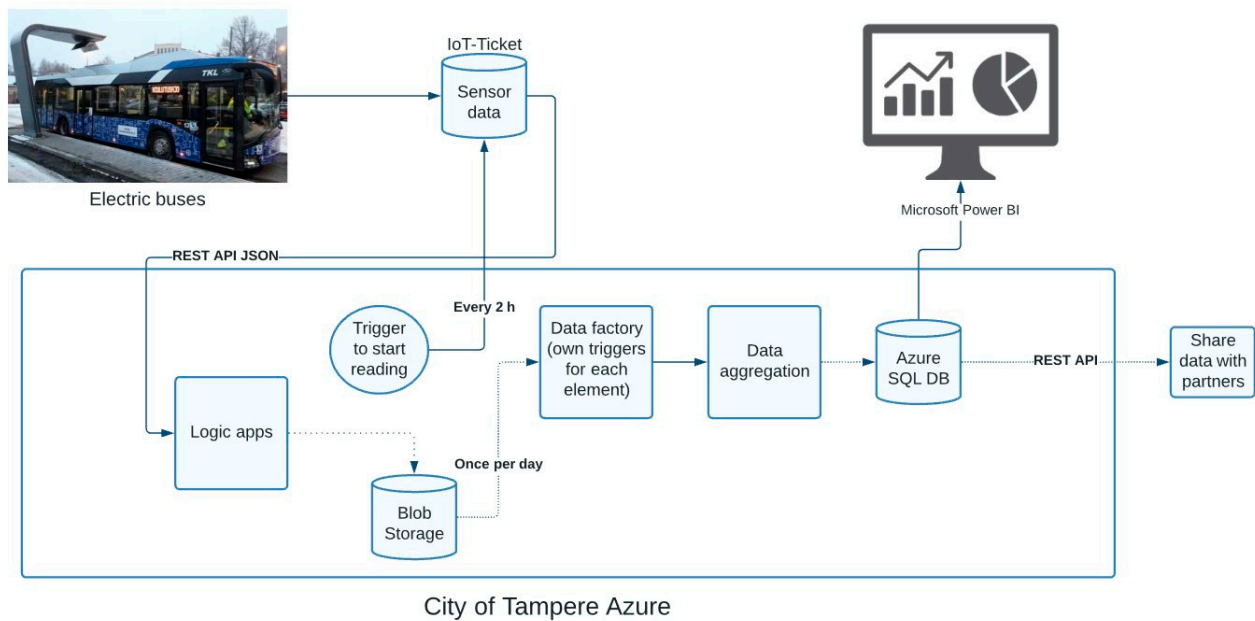 IoT-Ticket
Sensor
data
TKL
Electric buses
Microsoft Power BI
REST API JSON
Every 2 h
Trigger
to start
reading
Data factory
(own triggers
for each
element)
Data
aggregation
Azure
SQL DB
REST API
Share
data with
partners
Logic apps
Once per day
Blob
Storage
City of Tampere Azure